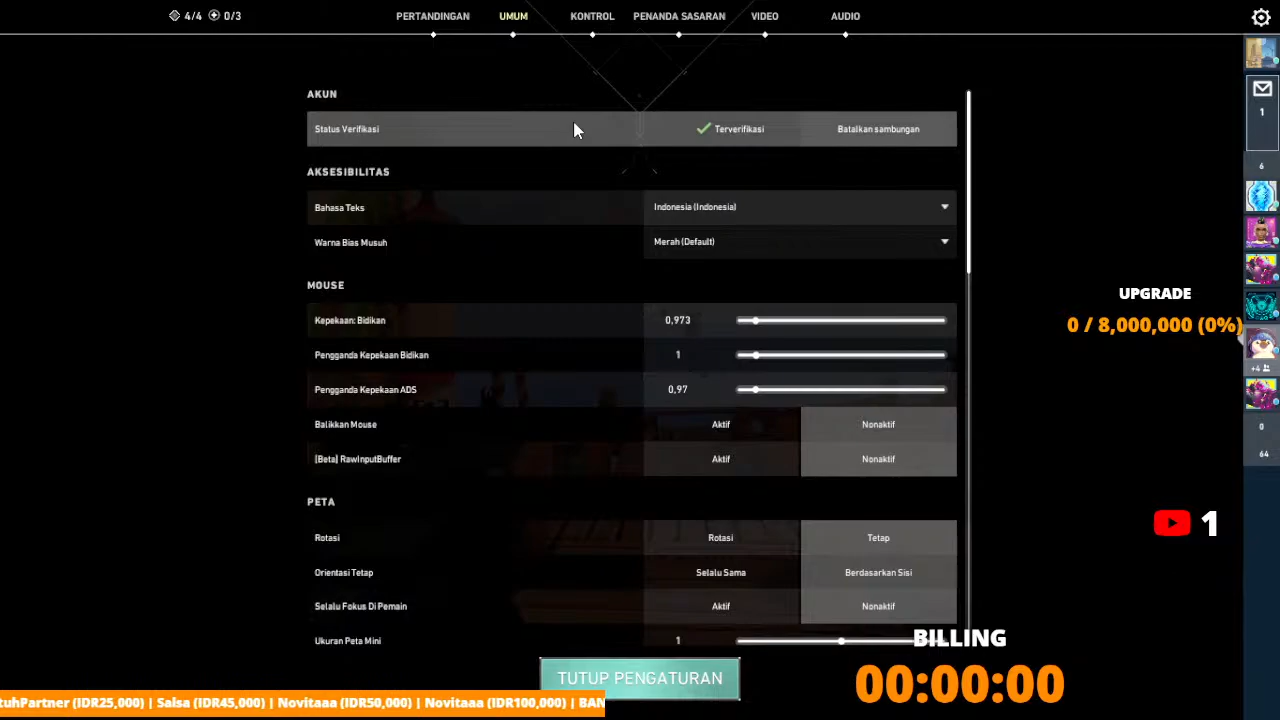 4/4 0/3
PERTANDINGAN UMUM KONTROL PENANDA SASARAN VIDEO AUDIO
AKUN
Status Verifikasi Terverifikasi Batalkan sambungan
AKSESIBILITAS
Bahasa Teks Indonesia (Indonesia)
Warna Bias Musuh Merah (Default)
MOUSE
Kepekaan: Bidikan 0,973
Pengganda Kepekaan Bidikan 1
Pengganda Kepekaan ADS 0,97
Balikkan Mouse Aktif Nonaktif
(Beta) RawInputBuffer Aktif Nonaktif
PETA
Rotasi Rotasi Tetap
Orientasi Tetap Selalu Sama Berdasarkan Sisi
Selalu Fokus Di Pemain Aktif Nonaktif
Ukuran Peta Mini 1
TUTUP PENGATURAN
1
6
+4
0
64
UPGRADE
0 / 8,000,000 (0%)
1
BILLING
00:00:00
tuhPartner (IDR25,000) | Salsa (IDR45,000) | Novitaaa (IDR50,000) | Novitaaa (IDR100,000) | BAN